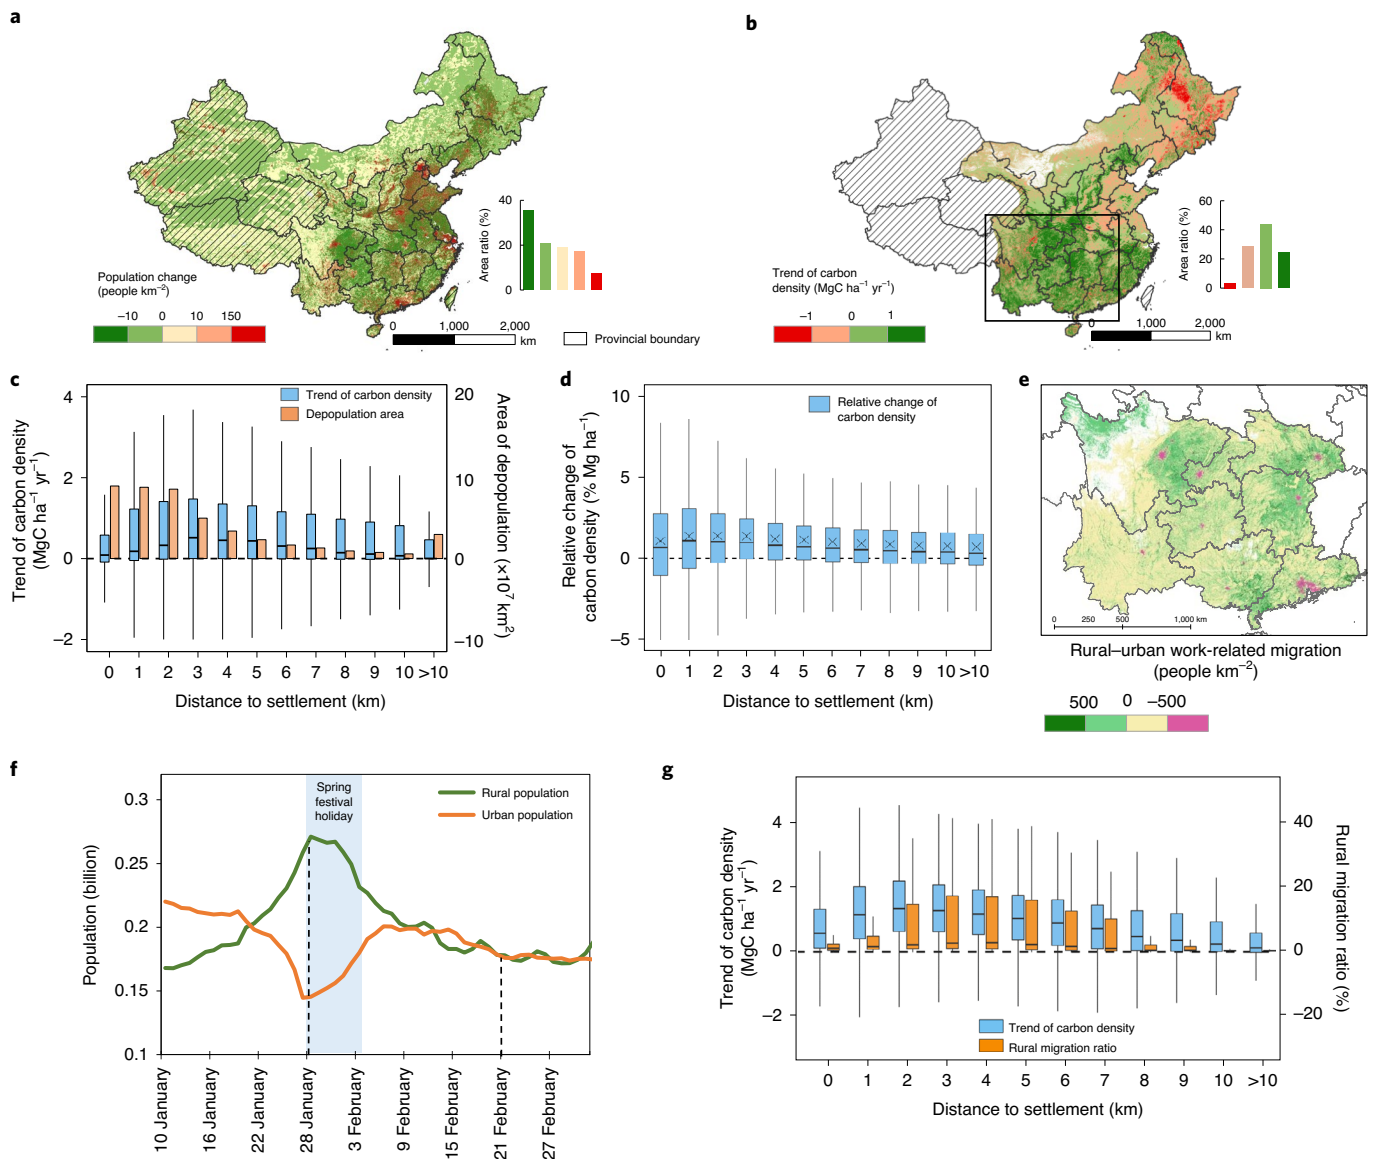 a
40
20
0
Area ratio (%)
Population change
(people km⁻²)
−10 0 10 150
0 1,000 2,000
km
Provincial boundary
b
60
40
20
0
Area ratio (%)
Trend of carbon
density (MgC ha⁻¹ yr⁻¹)
−1 0 1
0 1,000 2,000
km
c
Trend of carbon density
(MgC ha⁻¹ yr⁻¹)
4
2
0
−2
Trend of carbon density
Depopulation area
20
10
0
−10
Area of depopulation (×10⁷ km²)
0 1 2 3 4 5 6 7 8 9 10 >10
Distance to settlement (km)
d
Relative change of
carbon density (% Mg ha⁻¹)
10
5
0
−5
Relative change of
carbon density
0 1 2 3 4 5 6 7 8 9 10 >10
Distance to settlement (km)
e
0 250 500 1,000 km
Rural–urban work-related migration
(people km⁻²)
500 0 −500
f
Population (billion)
0.3
0.25
0.2
0.15
0.1
Spring
festival
holiday
Rural population
Urban population
10 January
16 January
22 January
28 January
3 February
9 February
15 February
21 February
27 February
g
Trend of carbon density
(MgC ha⁻¹ yr⁻¹)
4
2
0
−2
40
20
0
−20
Rural migration ratio (%)
Trend of carbon density
Rural migration ratio
0 1 2 3 4 5 6 7 8 9 10 >10
Distance to settlement (km)